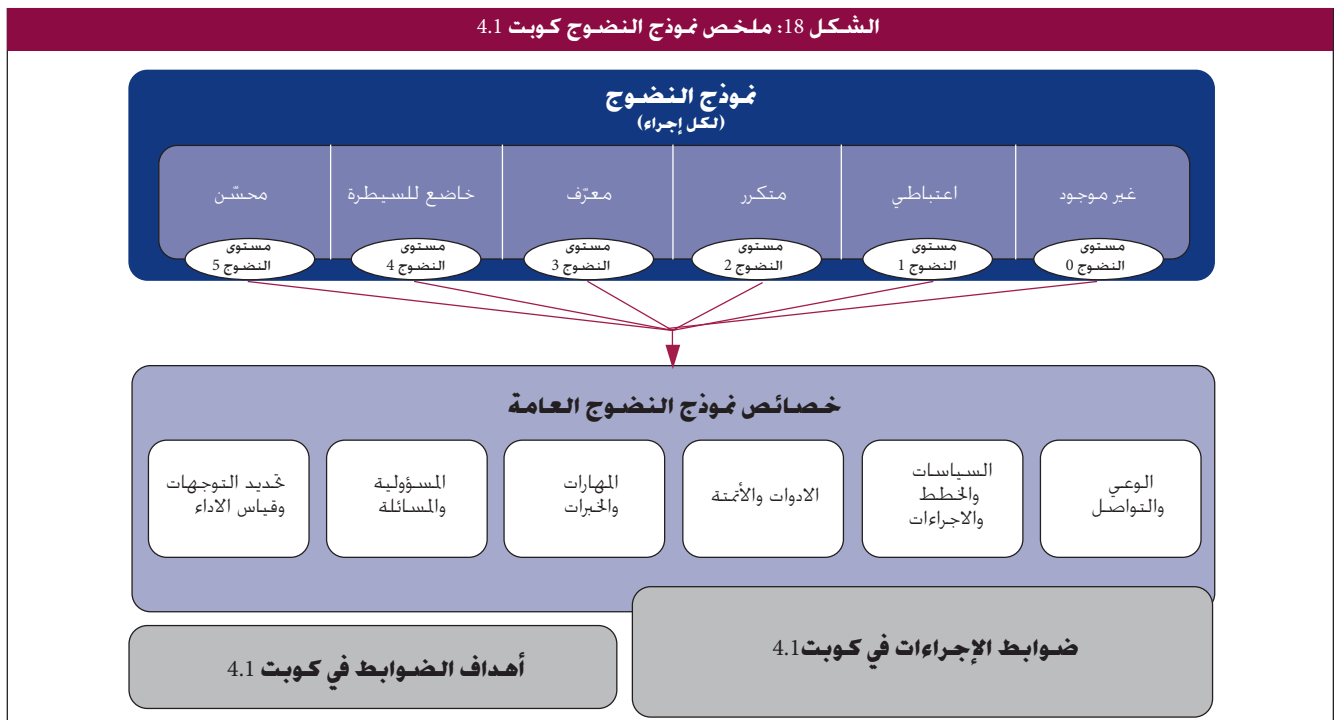 الشكل 18: ملخص نموذج النضوج كوبت 4.1
نموذج النضوج
(لكل إجراء)
غير موجود
اعتباطي
متكرر
معرّف
خاضع للسيطرة
محسّن
مستوى
النضوج 0
مستوى
النضوج 1
مستوى
النضوج 2
مستوى
النضوج 3
مستوى
النضوج 4
مستوى
النضوج 5
خصائص نموذج النضوج العامة
الوعي
والتواصل
السياسات
والخطط
والاجراءات
الادوات والأتمتة
المهارات
والخبرات
المسؤولية
والمسائلة
تحديد التوجهات
وقياس الاداء
ضوابط الإجراءات في كوبت4.1
أهداف الضوابط في كوبت 4.1